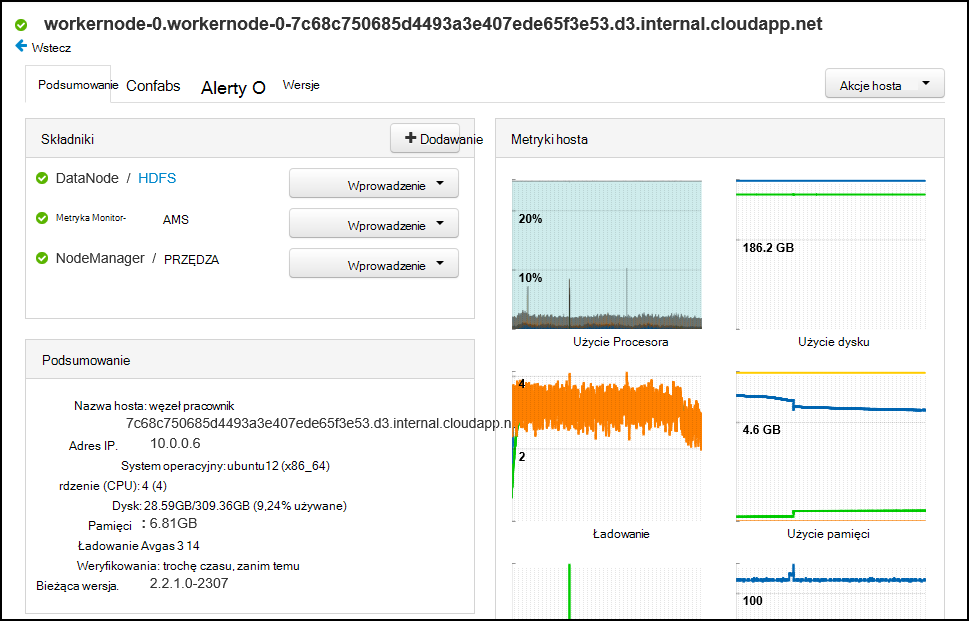 workernode-0.workernode-0-7c68c750685d4493a3e407ede65f3e53.d3.internal.cloudapp.net
Wstecz
Podsumowanie Confabs Alerty O Wersje Akcje hosta
Składniki + Dodawanie
DataNode / HDFS Wprowadzenie
Metryka Monitor- AMS Wprowadzenie
NodeManager / PRZĘDZA Wprowadzenie
Podsumowanie
Nazwa hosta: węzeł pracownik
7c68c750685d4493a3e407ede65f3e53.d3.internal.cloudapp.n
Adres IP. 10.0.0.6
System operacyjny: ubuntu12 (x86_64)
rdzenie (CPU): 4 (4)
Dysk: 28.59GB/309.36GB (9,24% używane)
Pamięci : 6.81GB
Ładowanie Avgas 3 14
Weryfikowania: trochę czasu, zanim temu
Bieżąca wersja. 2.2.1.0-2307
Metryki hosta
20%
10%
Użycie Procesora
186.2 GB
Użycie dysku
4
2
Ładowanie
4.6 GB
Użycie pamięci
100